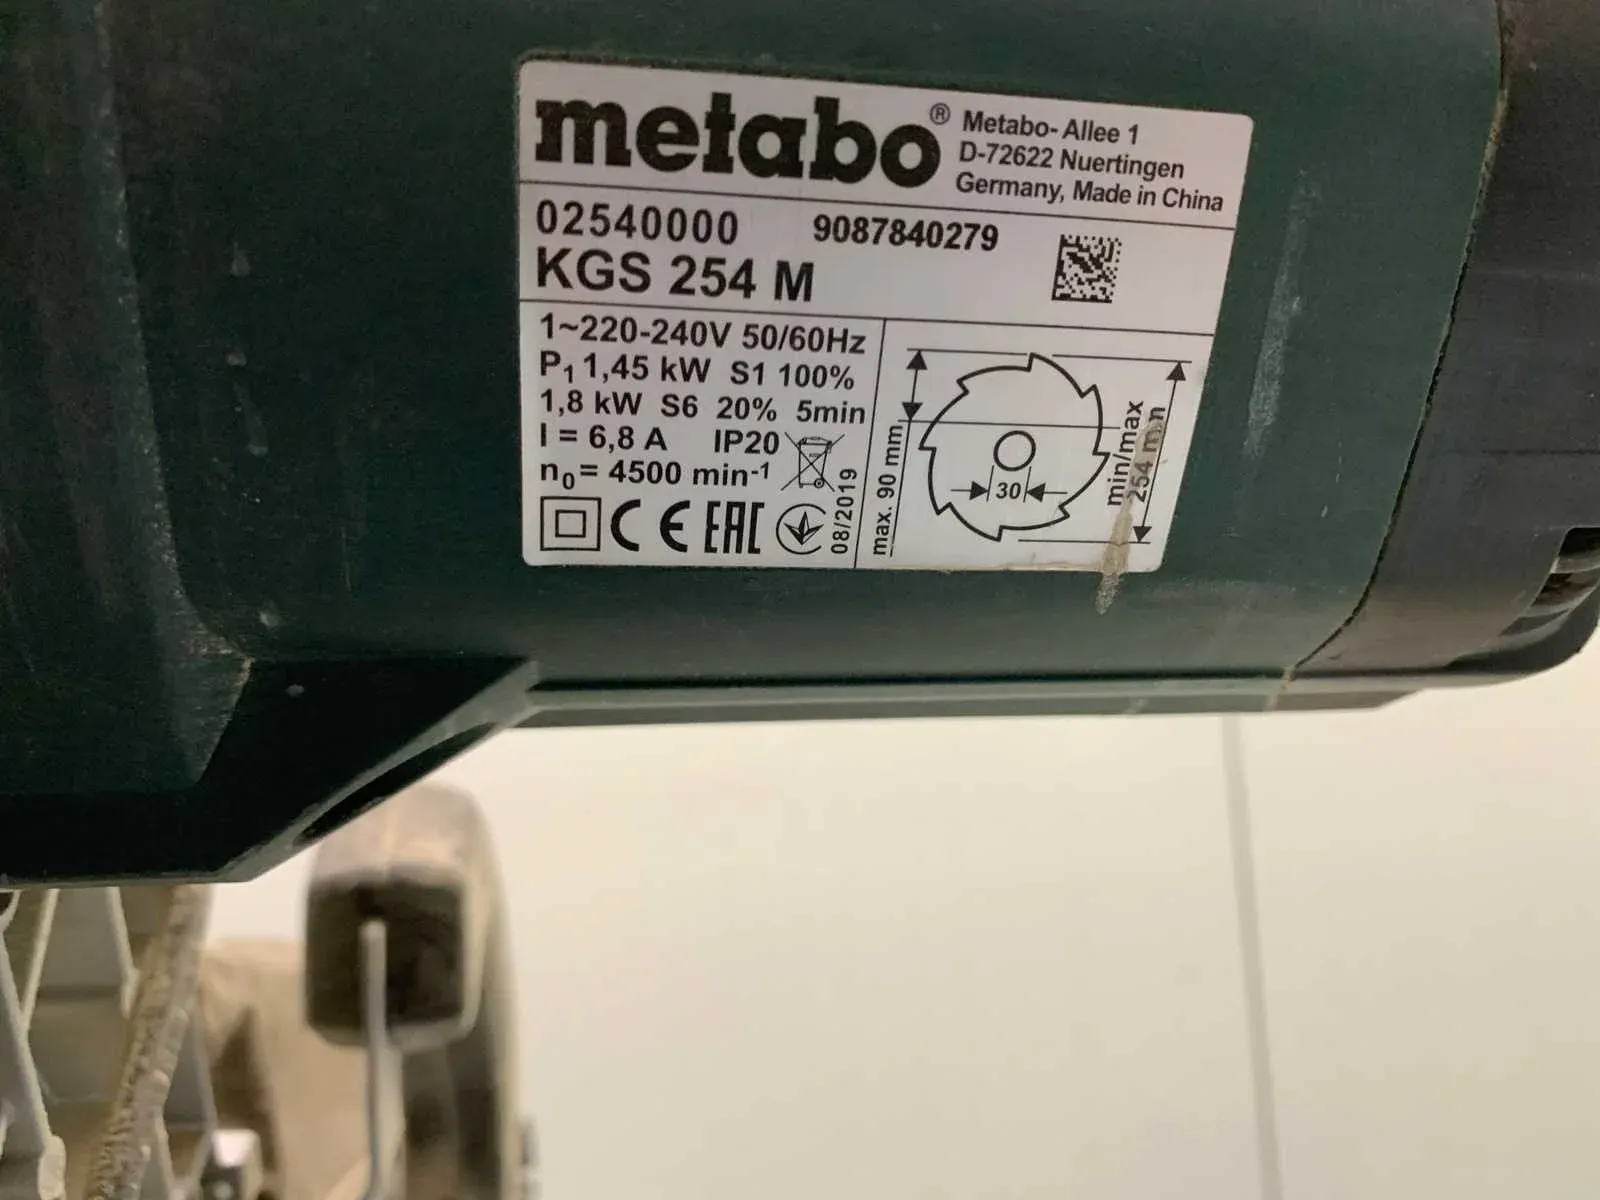 metabo®
Metabo-Allee 1
D-72622 Nuertingen
Germany, Made in China
02540000 9087840279
KGS 254 M
1~220-240V 50/60Hz
P1 1,45 kW S1 100%
1,8 kW S6 20% 5min
I = 6,8 A IP20
n0 = 4500 min-1
CE EAC
08/2019
max. 90 mm
30
min/max
254 mm